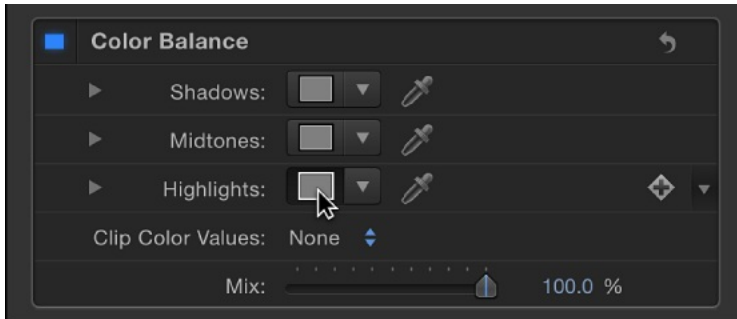 Color Balance
Shadows:
Midtones:
Highlights:
Clip Color Values: None
Mix: 100.0 %